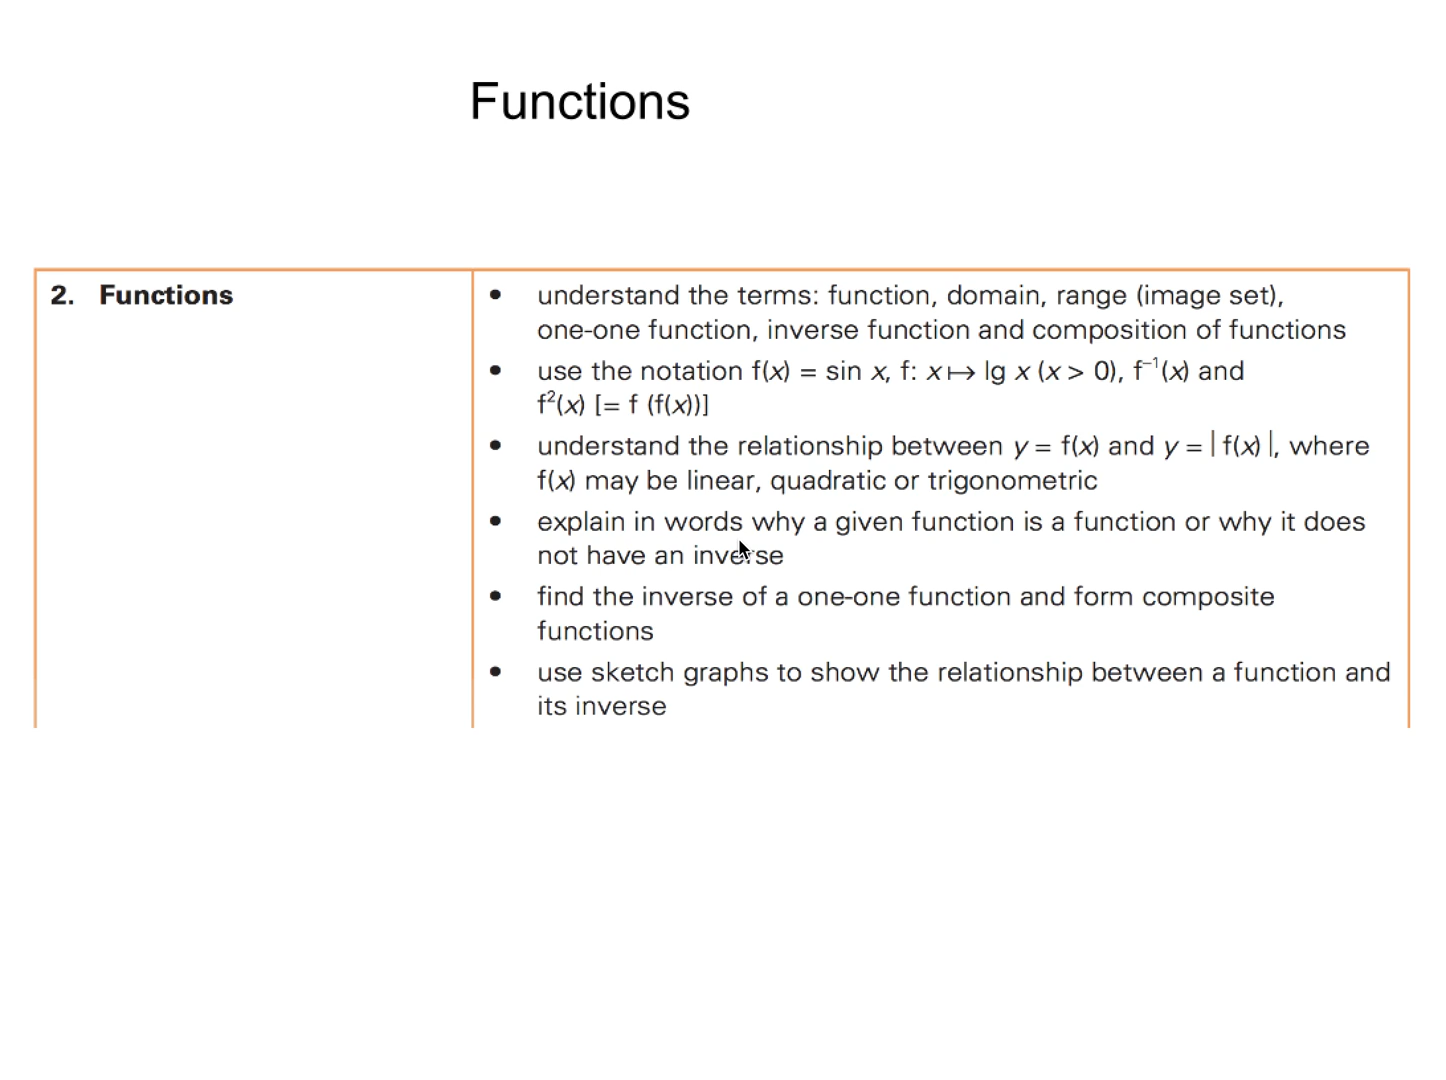 Functions
2. Functions
• understand the terms: function, domain, range (image set),
one-one function, inverse function and composition of functions
• use the notation f(x) = sin x, f: x ↦ lg x (x > 0), f⁻¹(x) and
f²(x) [= f (f(x))]
• understand the relationship between y = f(x) and y = | f(x) |, where
f(x) may be linear, quadratic or trigonometric
• explain in words why a given function is a function or why it does
not have an inverse
• find the inverse of a one-one function and form composite
functions
• use sketch graphs to show the relationship between a function and
its inverse